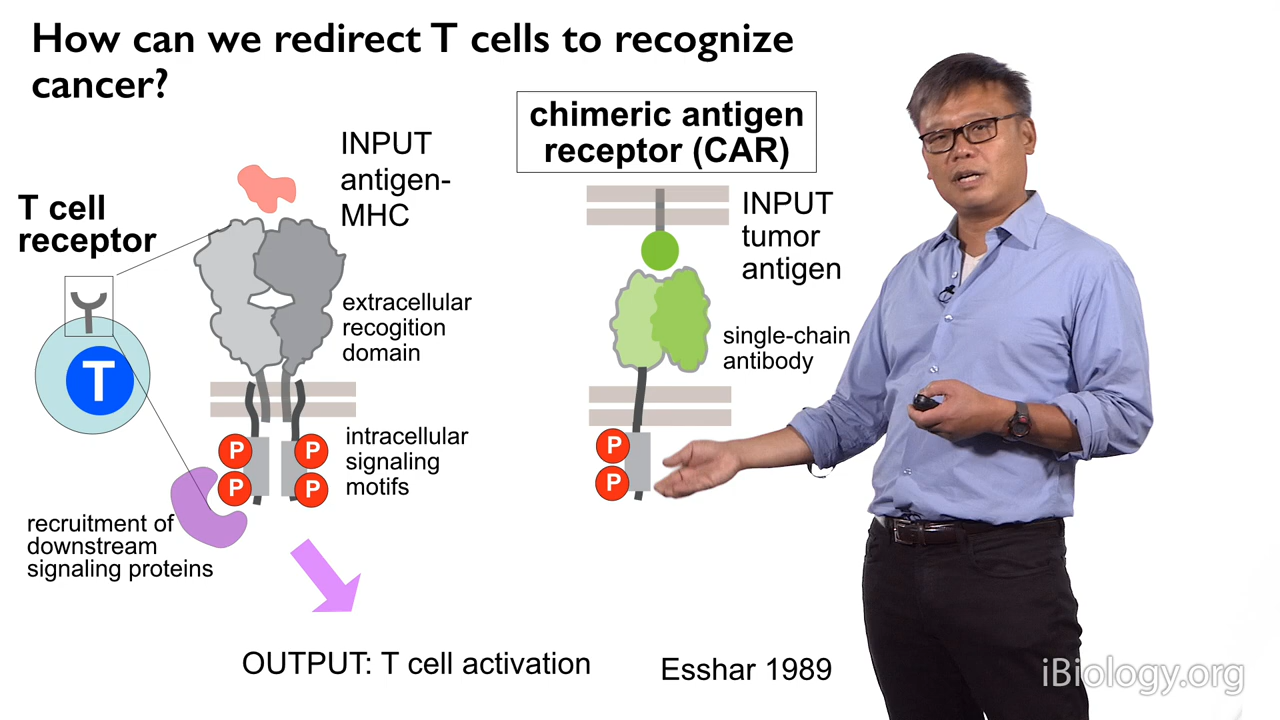 How can we redirect T cells to recognize
cancer?
T cell
receptor
T
INPUT
antigen-
MHC
extracellular
recogition
domain
P
P
P
P
intracellular
signaling
motifs
recruitment of
downstream
signaling proteins
OUTPUT: T cell activation
chimeric antigen
receptor (CAR)
INPUT
tumor
antigen
single-chain
antibody
P
P
Esshar 1989
iBiology.org